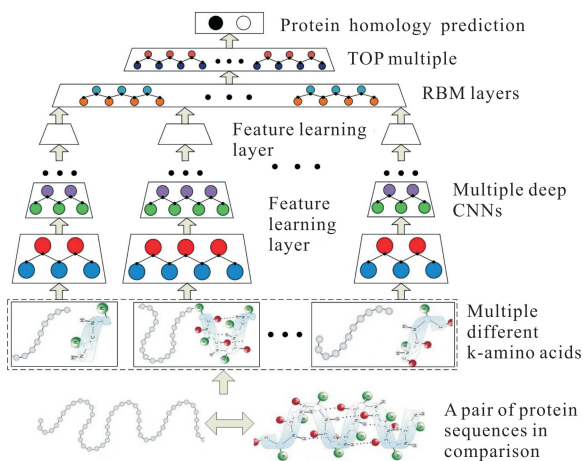 Protein homology prediction
TOP multiple
RBM layers
Feature learning
layer
Multiple deep
CNNs
Feature
learning
layer
Multiple
different
k-amino acids
A pair of protein
sequences in
comparison